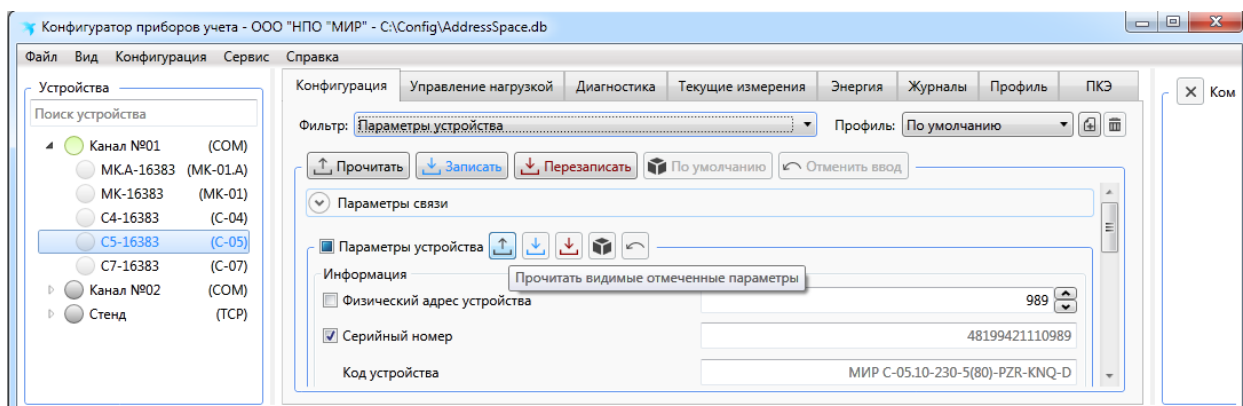 Конфигуратор приборов учета - ООО "НПО "МИР" - C:\Config\AddressSpace.db
Файл Вид Конфигурация Сервис Справка
Устройства
Поиск устройства
Канал №01 (COM)
MK.A-16383 (MK-01.A)
MK-16383 (MK-01)
C4-16383 (C-04)
C5-16383 (C-05)
C7-16383 (C-07)
Канал №02 (COM)
Стенд (TCP)
Конфигурация Управление нагрузкой Диагностика Текущие измерения Энергия Журналы Профиль ПКЭ
Фильтр: Параметры устройства Профиль: По умолчанию
Прочитать Записать Перезаписать По умолчанию Отменить ввод
Параметры связи
Параметры устройства
Прочитать видимые отмеченные параметры
Информация
Физический адрес устройства 989
Серийный номер 48199421110989
Код устройства МИР С-05.10-230-5(80)-PZR-KNQ-D
Ком